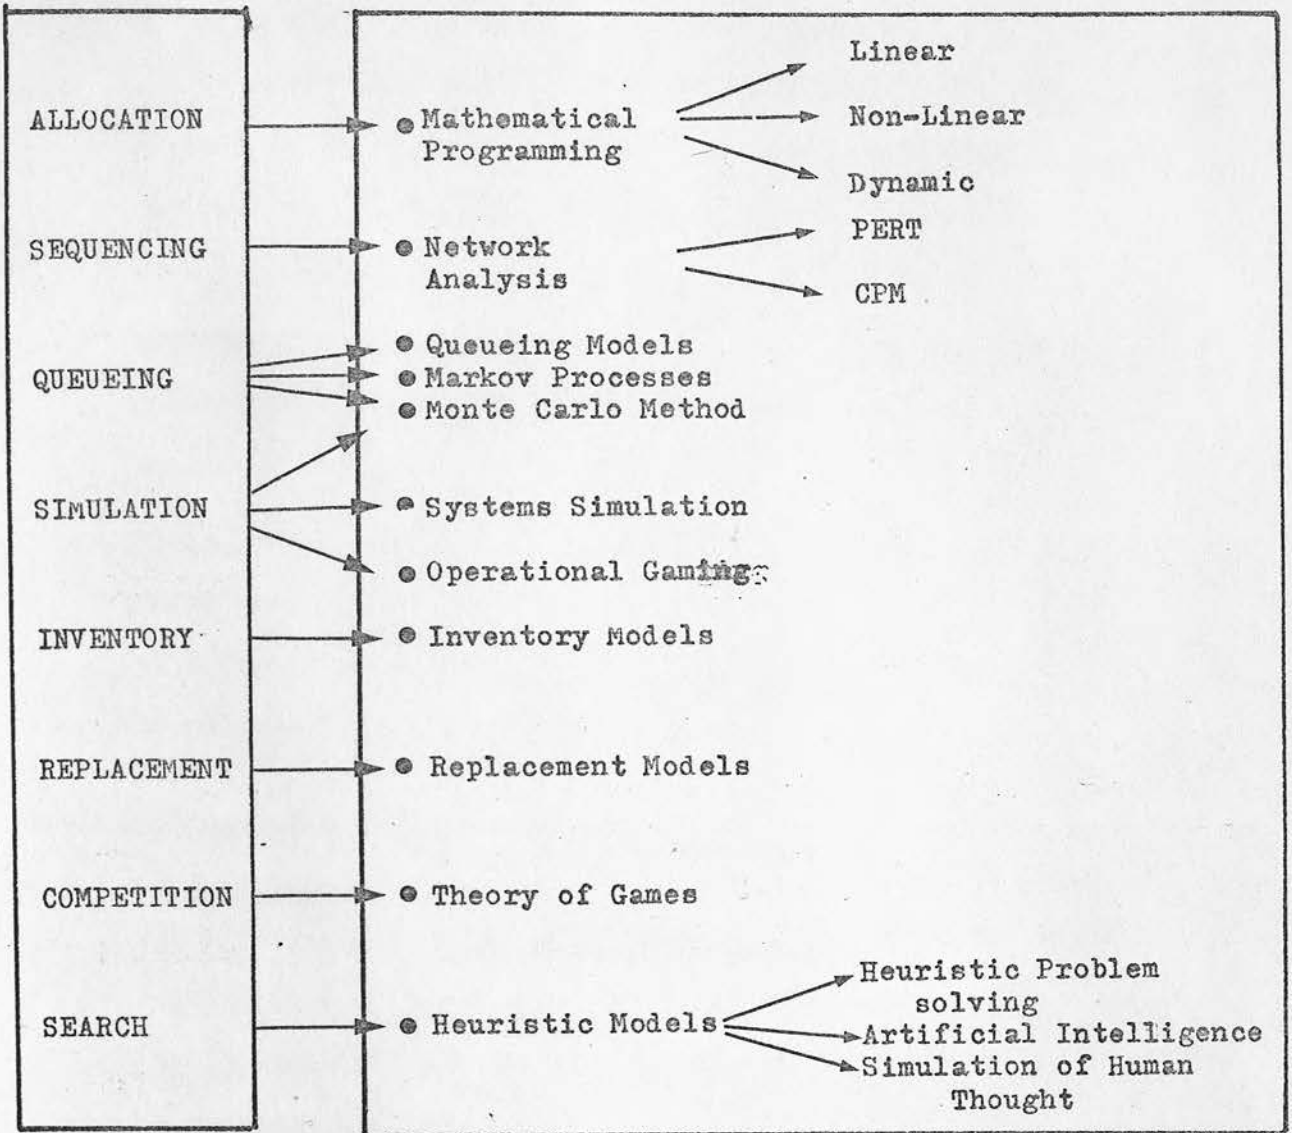 Linear
ALLOCATION
Mathematical
Programming
Non-Linear
Dynamic
SEQUENCING
Network
Analysis
PERT
CPM
QUEUEING
Queueing Models
Markov Processes
Monte Carlo Method
SIMULATION
Systems Simulation
Operational Gaming
INVENTORY
Inventory Models
REPLACEMENT
Replacement Models
COMPETITION
Theory of Games
SEARCH
Heuristic Models
Heuristic Problem
solving
Artificial Intelligence
Simulation of Human
Thought